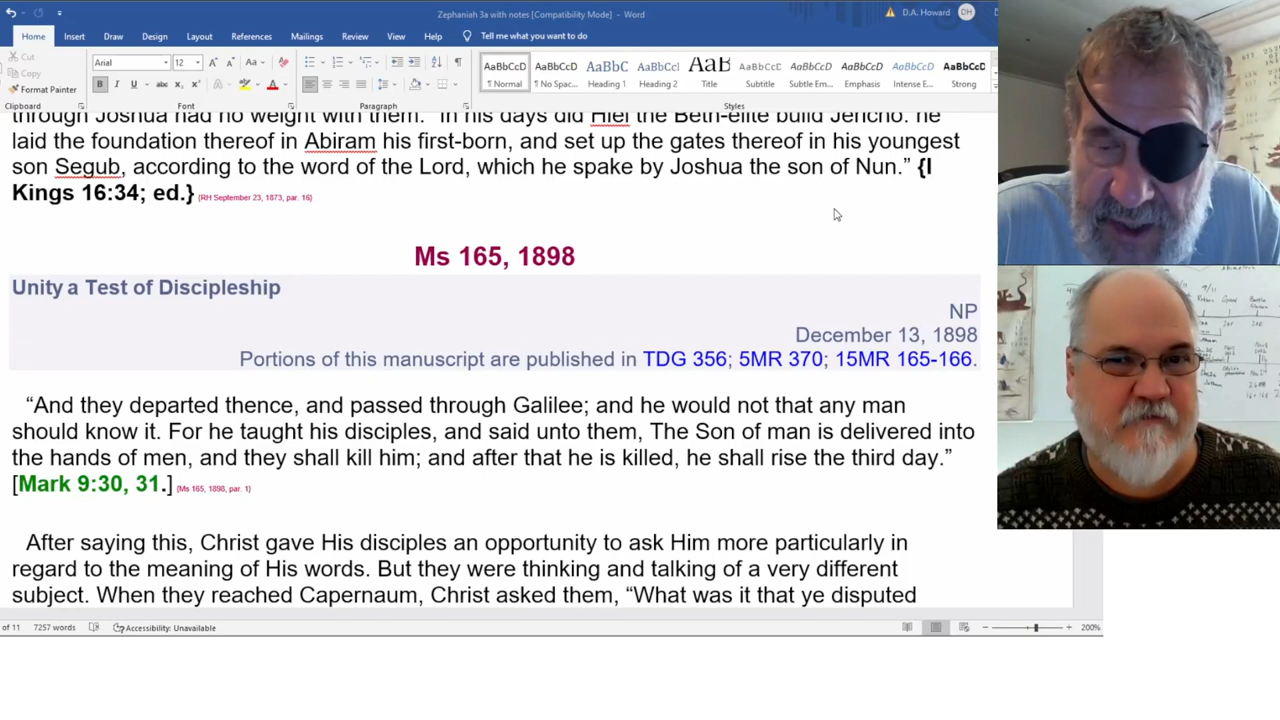 Zephaniah 3a with notes [Compatibility Mode] - Word
D.A. Howard
DH
Home Insert Draw Design Layout References Mailings Review View Help Tell me what you want to do
Cut
Copy
Format Painter
Clipboard
Arial 12
Font
Paragraph
AaBbCcD AaBbCcD AaBbC AaBbCcI AaB AaBbCcD AaBbCcD AaBbCcD AaBbCcD AaBbCcD
¶ Normal ¶ No Spac... Heading 1 Heading 2 Title Subtitle Subtle Em... Emphasis Intense E... Strong
Styles
through Joshua had no weight with them. “In his days did Hiel the Beth-elite build Jericho: he
laid the foundation thereof in Abiram his first-born, and set up the gates thereof in his youngest
son Segub, according to the word of the Lord, which he spake by Joshua the son of Nun.” {I
Kings 16:34; ed.} {RH September 23, 1873, par. 16}
Ms 165, 1898
Unity a Test of Discipleship
NP
December 13, 1898
Portions of this manuscript are published in TDG 356; 5MR 370; 15MR 165-166.
“And they departed thence, and passed through Galilee; and he would not that any man
should know it. For he taught his disciples, and said unto them, The Son of man is delivered into
the hands of men, and they shall kill him; and after that he is killed, he shall rise the third day.”
[Mark 9:30, 31.] {Ms 165, 1898, par. 1}
After saying this, Christ gave His disciples an opportunity to ask Him more particularly in
regard to the meaning of His words. But they were thinking and talking of a very different
subject. When they reached Capernaum, Christ asked them, “What was it that ye disputed
of 11 7257 words Accessibility: Unavailable 200%